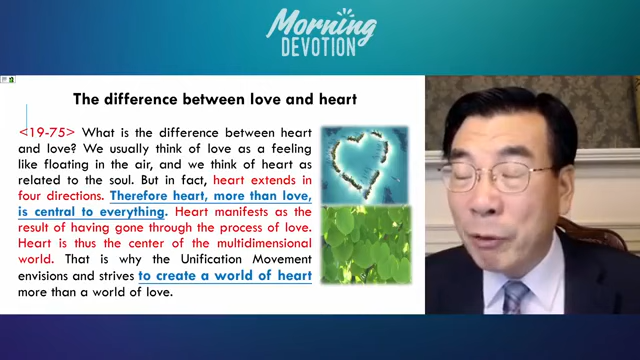 Morning
DEVOTION
The difference between love and heart
<19-75> What is the difference between heart
and love? We usually think of love as a feeling
like floating in the air, and we think of heart as
related to the soul. But in fact, heart extends in
four directions. Therefore heart, more than love,
is central to everything. Heart manifests as the
result of having gone through the process of love.
Heart is thus the center of the multidimensional
world. That is why the Unification Movement
envisions and strives to create a world of heart
more than a world of love.